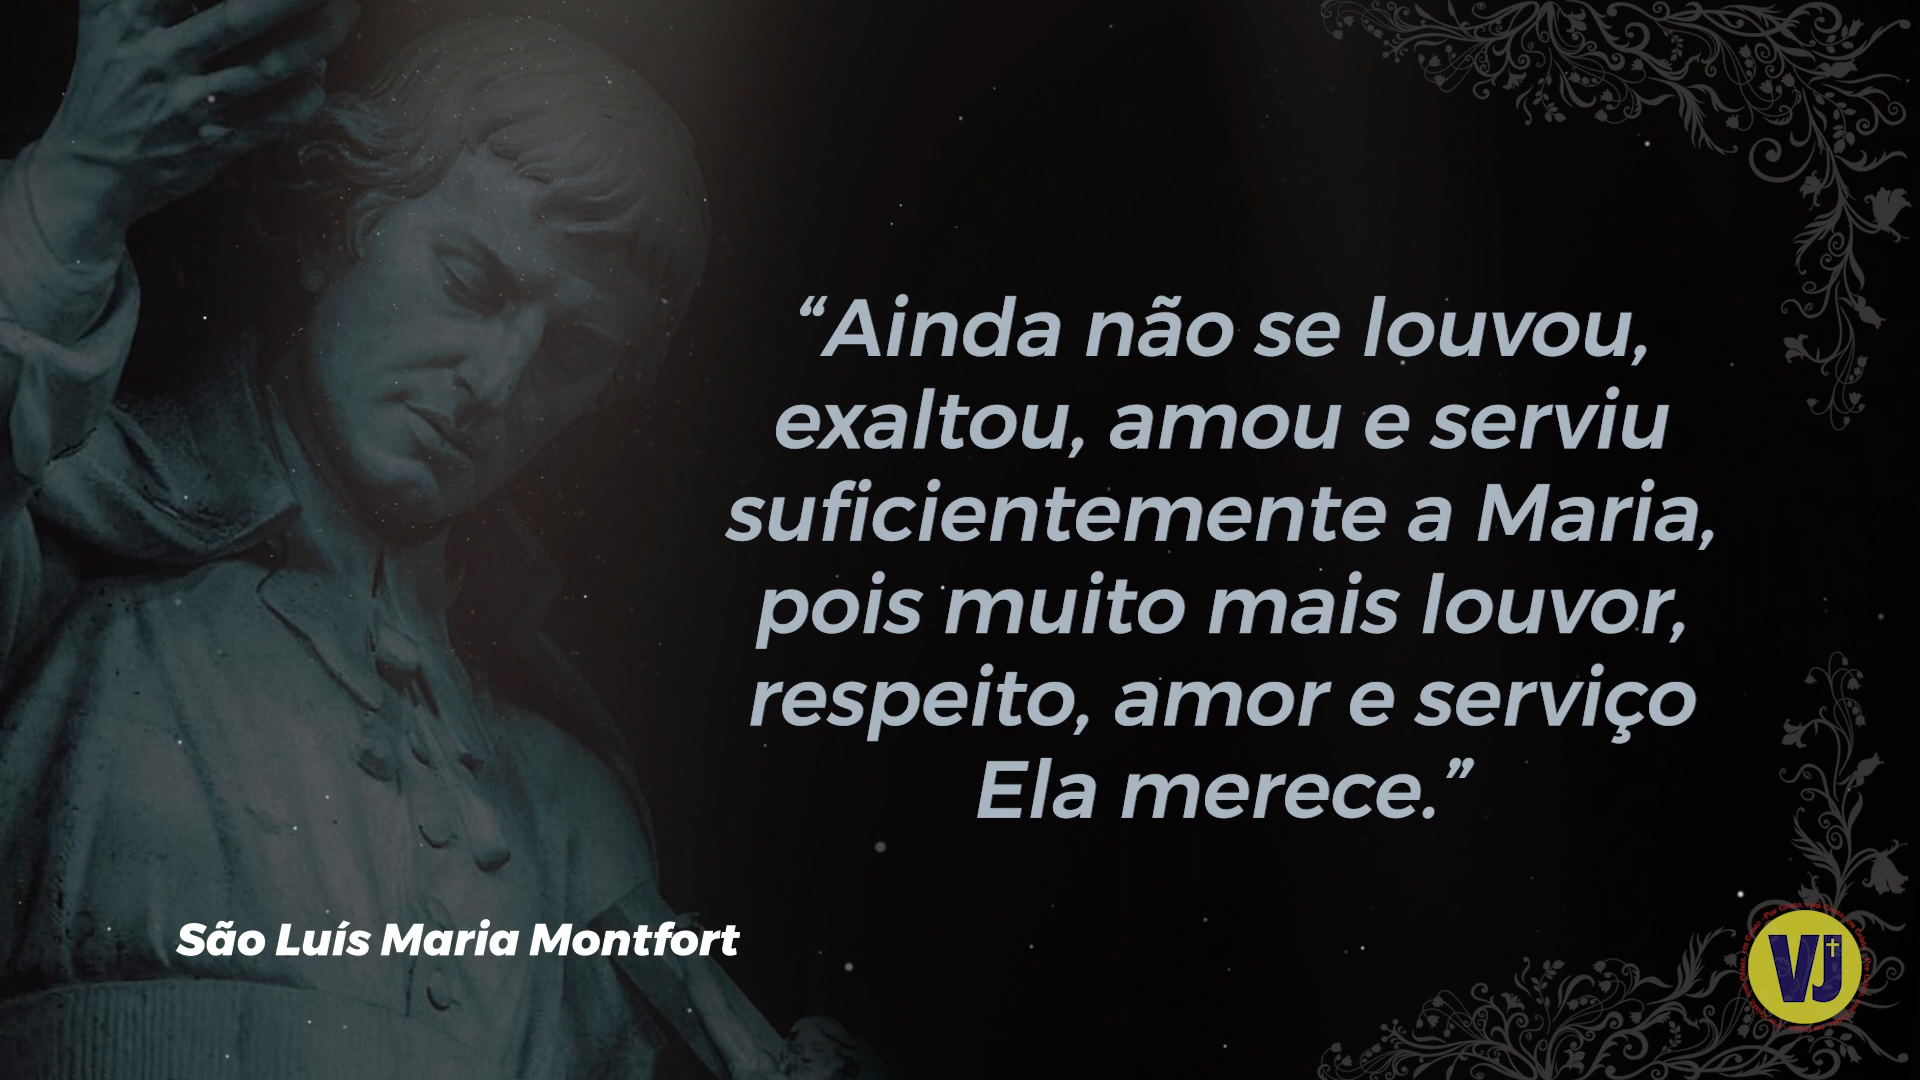 “Ainda não se louvou,
exaltou, amou e serviu
suficientemente a Maria,
pois muito mais louvor,
respeito, amor e serviço
Ela merece.”
São Luís Maria Montfort
VJ